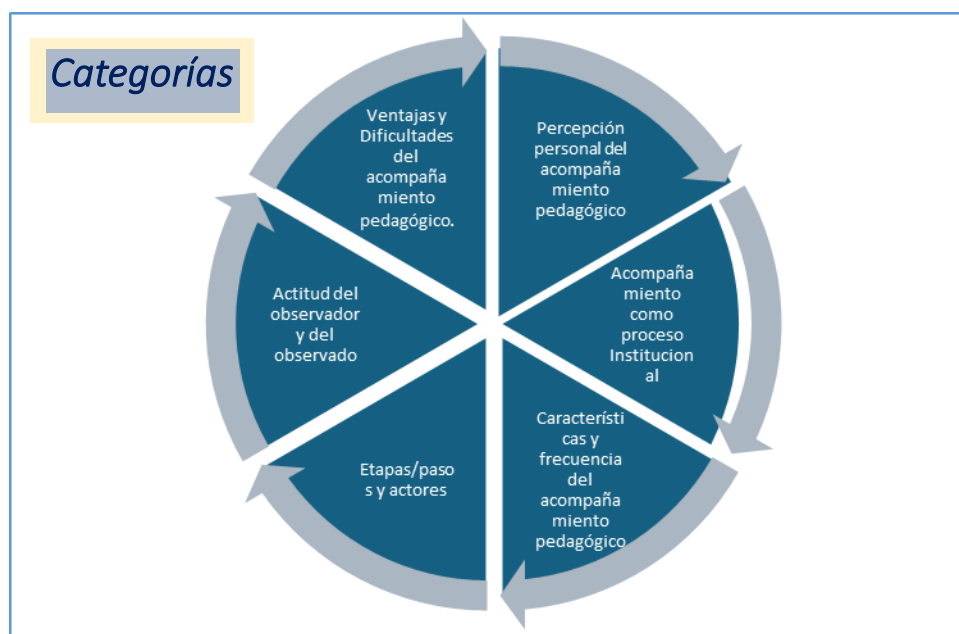 Categorías
Percepción
personal del
acompaña
miento
pedagógico
Acompaña
miento
como
proceso
Institucion
al
Característi
cas y
frecuencia
del
acompaña
miento
pedagógico
Etapas/paso
s y actores
Actitud del
observador
y del
observado
Ventajas y
Dificultades
del
acompaña
miento
pedagógico.